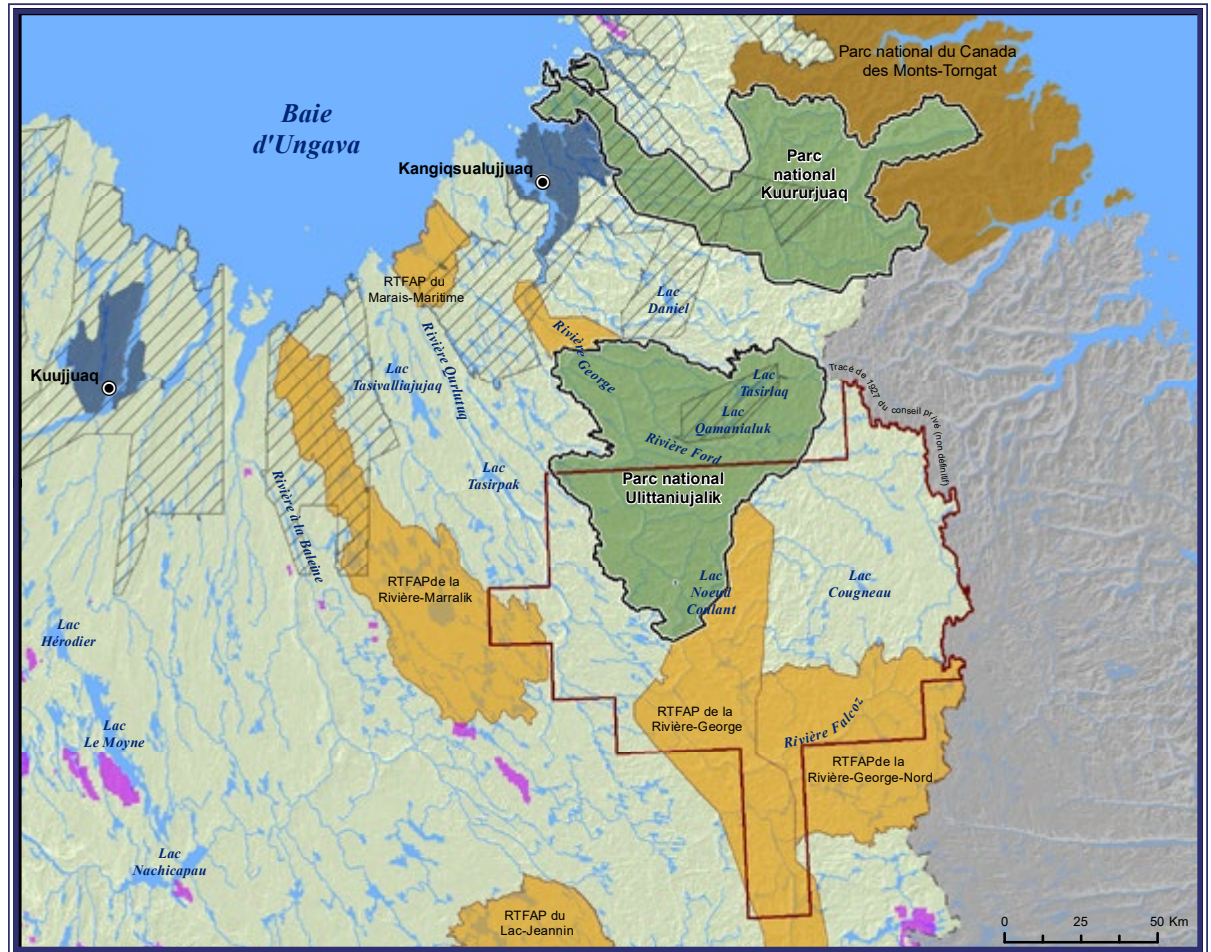 Parc national du Canada
des Monts-Torngat
Baie
d'Ungava
Parc
national
Kuururjuaq
Kangiqsualujjuaq
RTFAP du
Marais-Maritime
Lac
Daniel
Rivière George
Kuujjuaq
Lac
Tasivalliajujaq
Rivière Qurlutuq
Lac
Tasirlaq
Tracé de 1927 du conseil privé (non définitif)
Lac
Qamanialuk
Rivière Ford
Lac
Tasirpak
Parc national
Ulittaniujalik
Rivière à la Baleine
RTFAPde la
Rivière-Marralik
Lac
Noeud
Coulant
Lac
Cougneau
Lac
Hérodier
RTFAP de la
Rivière-George
Rivière Falcoz
Lac
Le Moyne
RTFAPde la
Rivière-George-Nord
Lac
Nachicapau
RTFAP du
Lac-Jeannin
0 25 50 Km